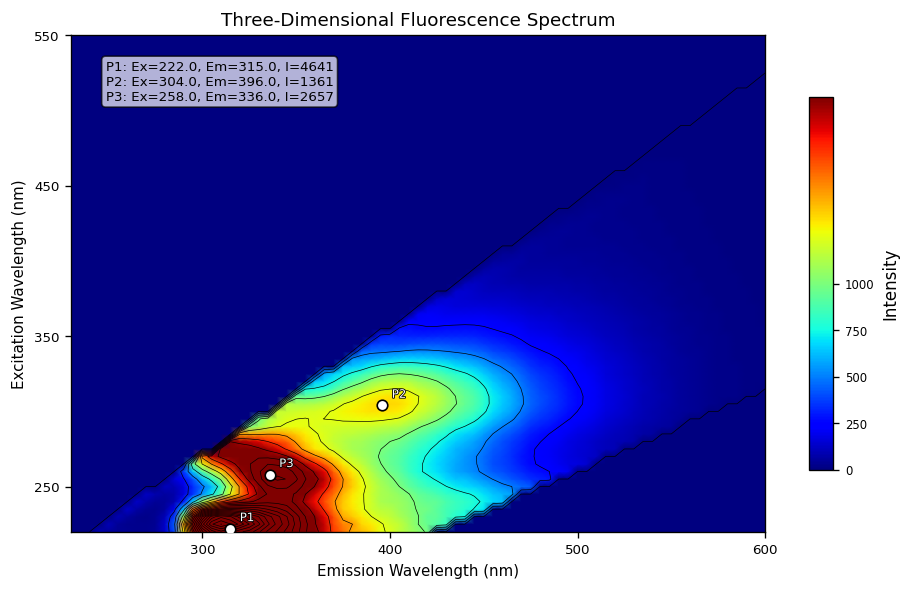 Three-Dimensional Fluorescence Spectrum
550
450
350
250
Excitation Wavelength (nm)
P1: Ex=222.0, Em=315.0, I=4641
P2: Ex=304.0, Em=396.0, I=1361
P3: Ex=258.0, Em=336.0, I=2657
P2
P3
P1
300
400
500
600
Emission Wavelength (nm)
1000
750
500
250
0
Intensity